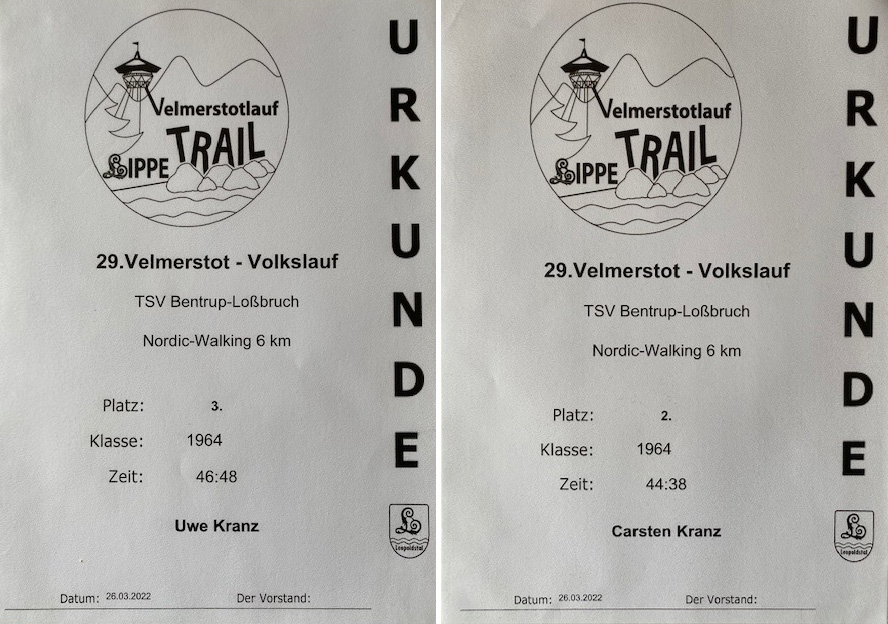 Velmerstotlauf
TRAIL
LIPPE
29.Velmerstot - Volkslauf
TSV Bentrup-Loßbruch
Nordic-Walking 6 km
Platz: 3.
Klasse: 1964
Zeit: 46:48
Uwe Kranz
Datum: 26.03.2022 Der Vorstand:
URKUNDE
Leopoldstal
Velmerstotlauf
TRAIL
LIPPE
29.Velmerstot - Volkslauf
TSV Bentrup-Loßbruch
Nordic-Walking 6 km
Platz: 2.
Klasse: 1964
Zeit: 44:38
Carsten Kranz
Datum: 26.03.2022 Der Vorstand:
URKUNDE
Leopoldstal